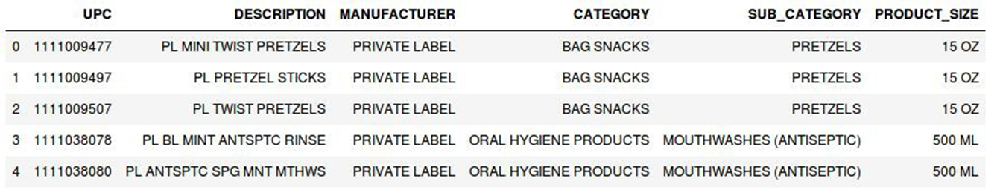 UPC DESCRIPTION MANUFACTURER CATEGORY SUB_CATEGORY PRODUCT_SIZE
0 1111009477 PL MINI TWIST PRETZELS PRIVATE LABEL BAG SNACKS PRETZELS 15 OZ
1 1111009497 PL PRETZEL STICKS PRIVATE LABEL BAG SNACKS PRETZELS 15 OZ
2 1111009507 PL TWIST PRETZELS PRIVATE LABEL BAG SNACKS PRETZELS 15 OZ
3 1111038078 PL BL MINT ANTSPTC RINSE PRIVATE LABEL ORAL HYGIENE PRODUCTS MOUTHWASHES (ANTISEPTIC) 500 ML
4 1111038080 PL ANTSPTC SPG MNT MTHWS PRIVATE LABEL ORAL HYGIENE PRODUCTS MOUTHWASHES (ANTISEPTIC) 500 ML